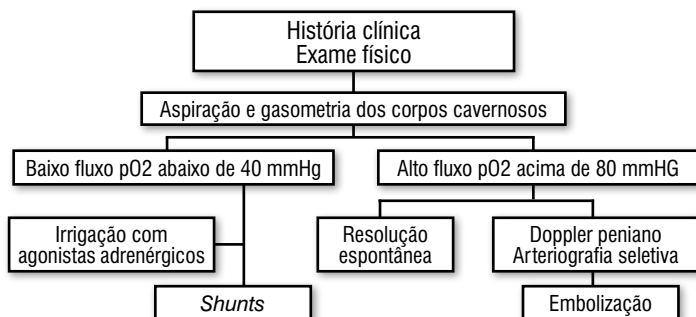 História clínica
Exame físico
Aspiração e gasometria dos corpos cavernosos
Baixo fluxo pO2 abaixo de 40 mmHg
Alto fluxo pO2 acima de 80 mmHG
Irrigação com
agonistas adrenérgicos
Resolução
espontânea
Doppler peniano
Arteriografia seletiva
Shunts
Embolização